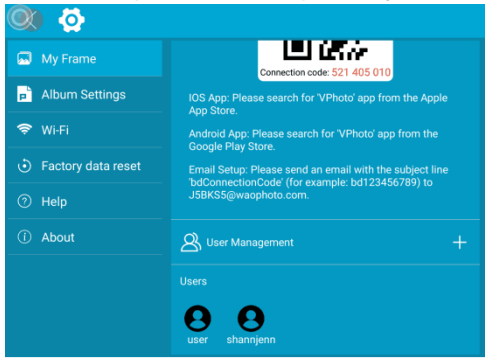 My Frame
Album Settings
Wi-Fi
Factory data reset
Help
About
Connection code: 521 405 010
IOS App: Please search for 'VPhoto' app from the Apple
App Store.
Android App: Please search for 'VPhoto' app from the
Google Play Store.
Email Setup: Please send an email with the subject line
'bdConnectionCode' (for example: bd123456789) to
J5BKS5@waophoto.com.
User Management
Users
user
shannjenn